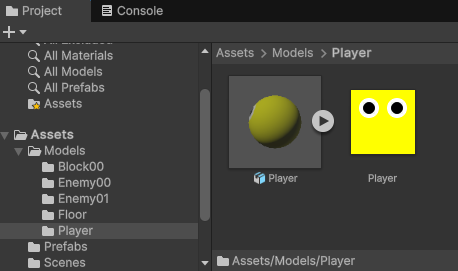 Project
Console
All Materials
All Models
All Prefabs
Assets
Assets
Models
Block00
Enemy00
Enemy01
Floor
Player
Prefabs
Scenes
Assets > Models > Player
Player
Player
Assets/Models/Player